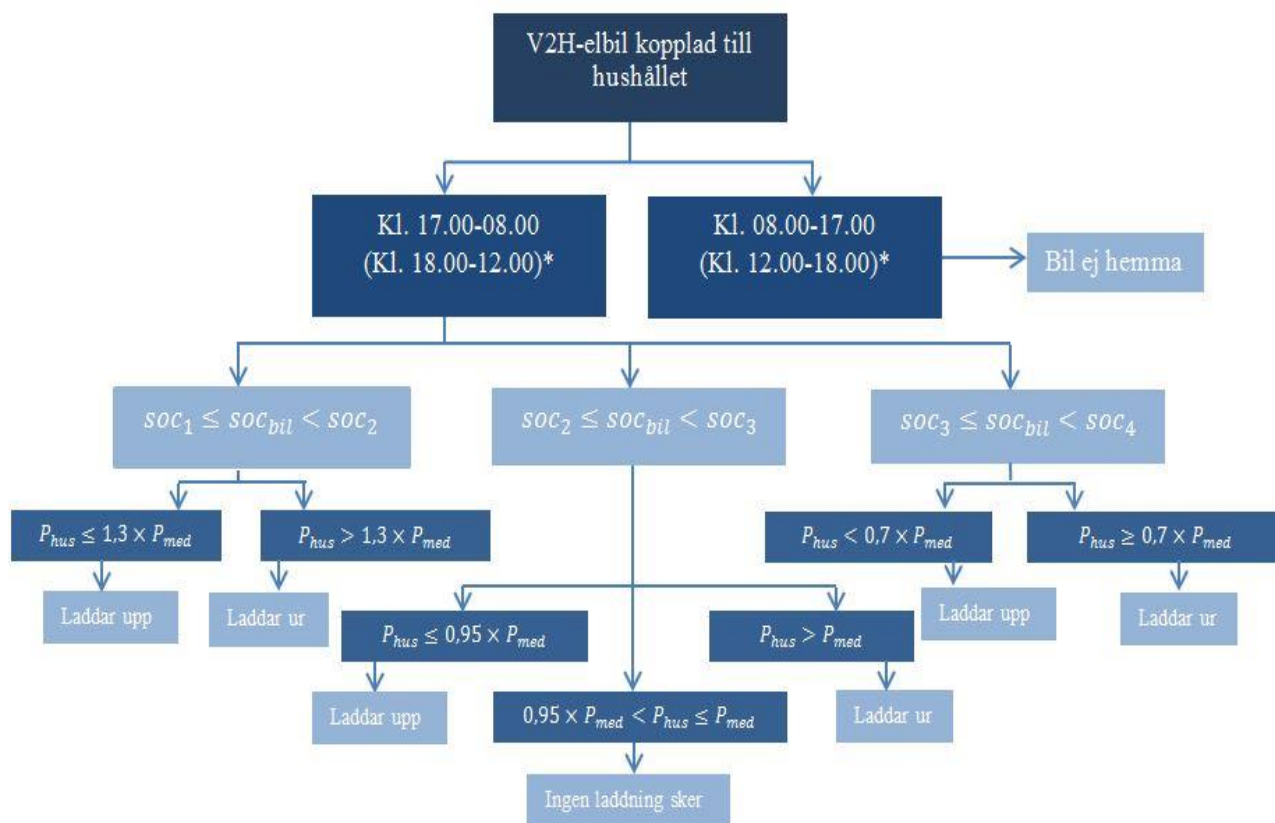 V2H-elbil kopplad till
hushållet
Kl. 17.00-08.00
(Kl. 18.00-12.00)*
Kl. 08.00-17.00
(Kl. 12.00-18.00)*
Bil ej hemma
soc₁ ≤ soc_bil < soc₂
soc₂ ≤ soc_bil < soc₃
soc₃ ≤ soc_bil < soc₄
P_hus ≤ 1,3 × P_med
P_hus > 1,3 × P_med
P_hus < 0,7 × P_med
P_hus ≥ 0,7 × P_med
Laddar upp
Laddar ur
Laddar upp
Laddar ur
P_hus ≤ 0,95 × P_med
P_hus > P_med
Laddar upp
0,95 × P_med < P_hus ≤ P_med
Laddar ur
Ingen laddning sker